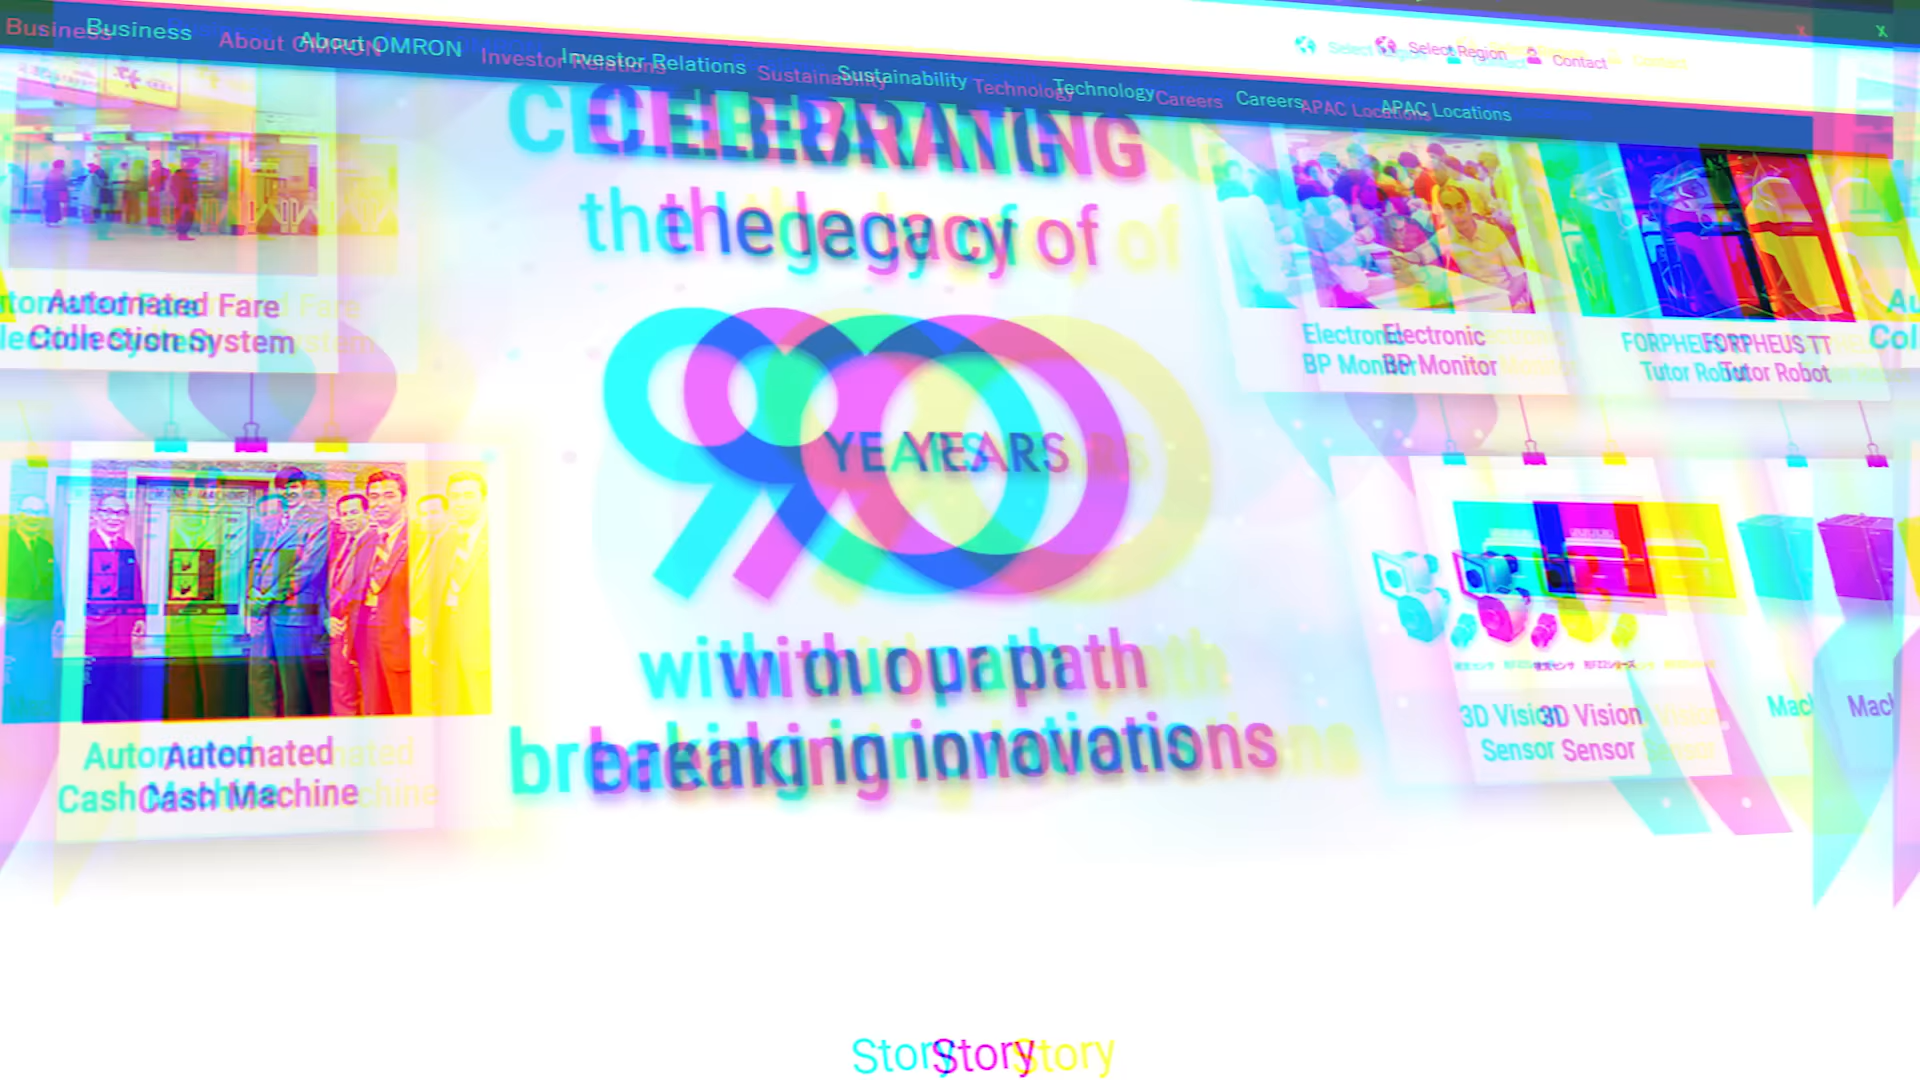 Select Region Contact
Business About OMRON Investor Relations Sustainability Technology Careers APAC Locations
CELEBRATING
the legacy of
90
YEARS
with our path
breaking innovations
Automated Fare
Collection System
Automated
Cash Machine
Electronic
BP Monitor
FORPHEUS TT
Tutor Robot
3D Vision
Sensor
Story